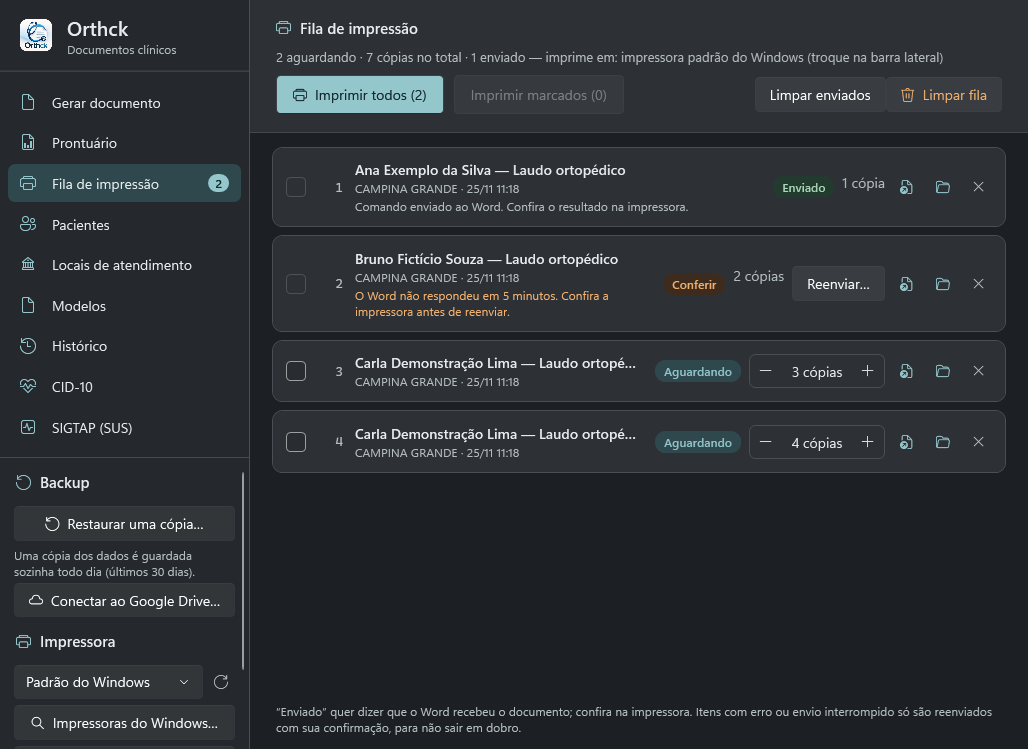 Orthck
Orthck
Documentos clínicos
Gerar documento
Prontuário
Fila de impressão 2
Pacientes
Locais de atendimento
Modelos
Histórico
CID-10
SIGTAP (SUS)
Backup
Restaurar uma cópia...
Uma cópia dos dados é guardada
sozinha todo dia (últimos 30 dias).
Conectar ao Google Drive...
Impressora
Padrão do Windows
Impressoras do Windows...
Fila de impressão
2 aguardando · 7 cópias no total · 1 enviado — imprime em: impressora padrão do Windows (troque na barra lateral)
Imprimir todos (2) Imprimir marcados (0) Limpar enviados Limpar fila
1 Ana Exemplo da Silva — Laudo ortopédico
CAMPINA GRANDE · 25/11 11:18
Comando enviado ao Word. Confira o resultado na impressora.
Enviado 1 cópia
2 Bruno Fictício Souza — Laudo ortopédico
CAMPINA GRANDE · 25/11 11:18
O Word não respondeu em 5 minutos. Confira a
impressora antes de reenviar.
Conferir 2 cópias Reenviar...
3 Carla Demonstração Lima — Laudo ortopé...
CAMPINA GRANDE · 25/11 11:18
Aguardando — 3 cópias +
4 Carla Demonstração Lima — Laudo ortopé...
CAMPINA GRANDE · 25/11 11:18
Aguardando — 4 cópias +
"Enviado" quer dizer que o Word recebeu o documento; confira na impressora. Itens com erro ou envio interrompido só são reenviados
com sua confirmação, para não sair em dobro.